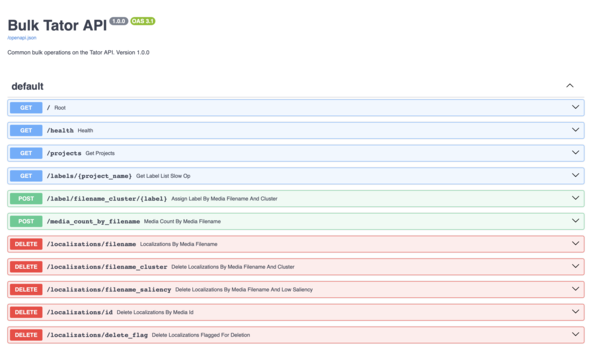 Bulk Tator API 1.0.0 OAS 3.1
/openapi.json
Common bulk operations on the Tator API. Version 1.0.0
default
GET / Root
GET /health Health
GET /projects Get Projects
GET /labels/{project_name} Get Label List Slow Op
POST /label/filename_cluster/{label} Assign Label By Media Filename And Cluster
POST /media_count_by_filename Media Count By Media Filename
DELETE /localizations/filename Localizations By Media Filename
DELETE /localizations/filename_cluster Delete Localizations By Media Filename And Cluster
DELETE /localizations/filename_saliency Delete Localizations By Media Filename And Low Saliency
DELETE /localizations/id Delete Localizations By Media Id
DELETE /localizations/delete_flag Delete Localizations Flagged For Deletion